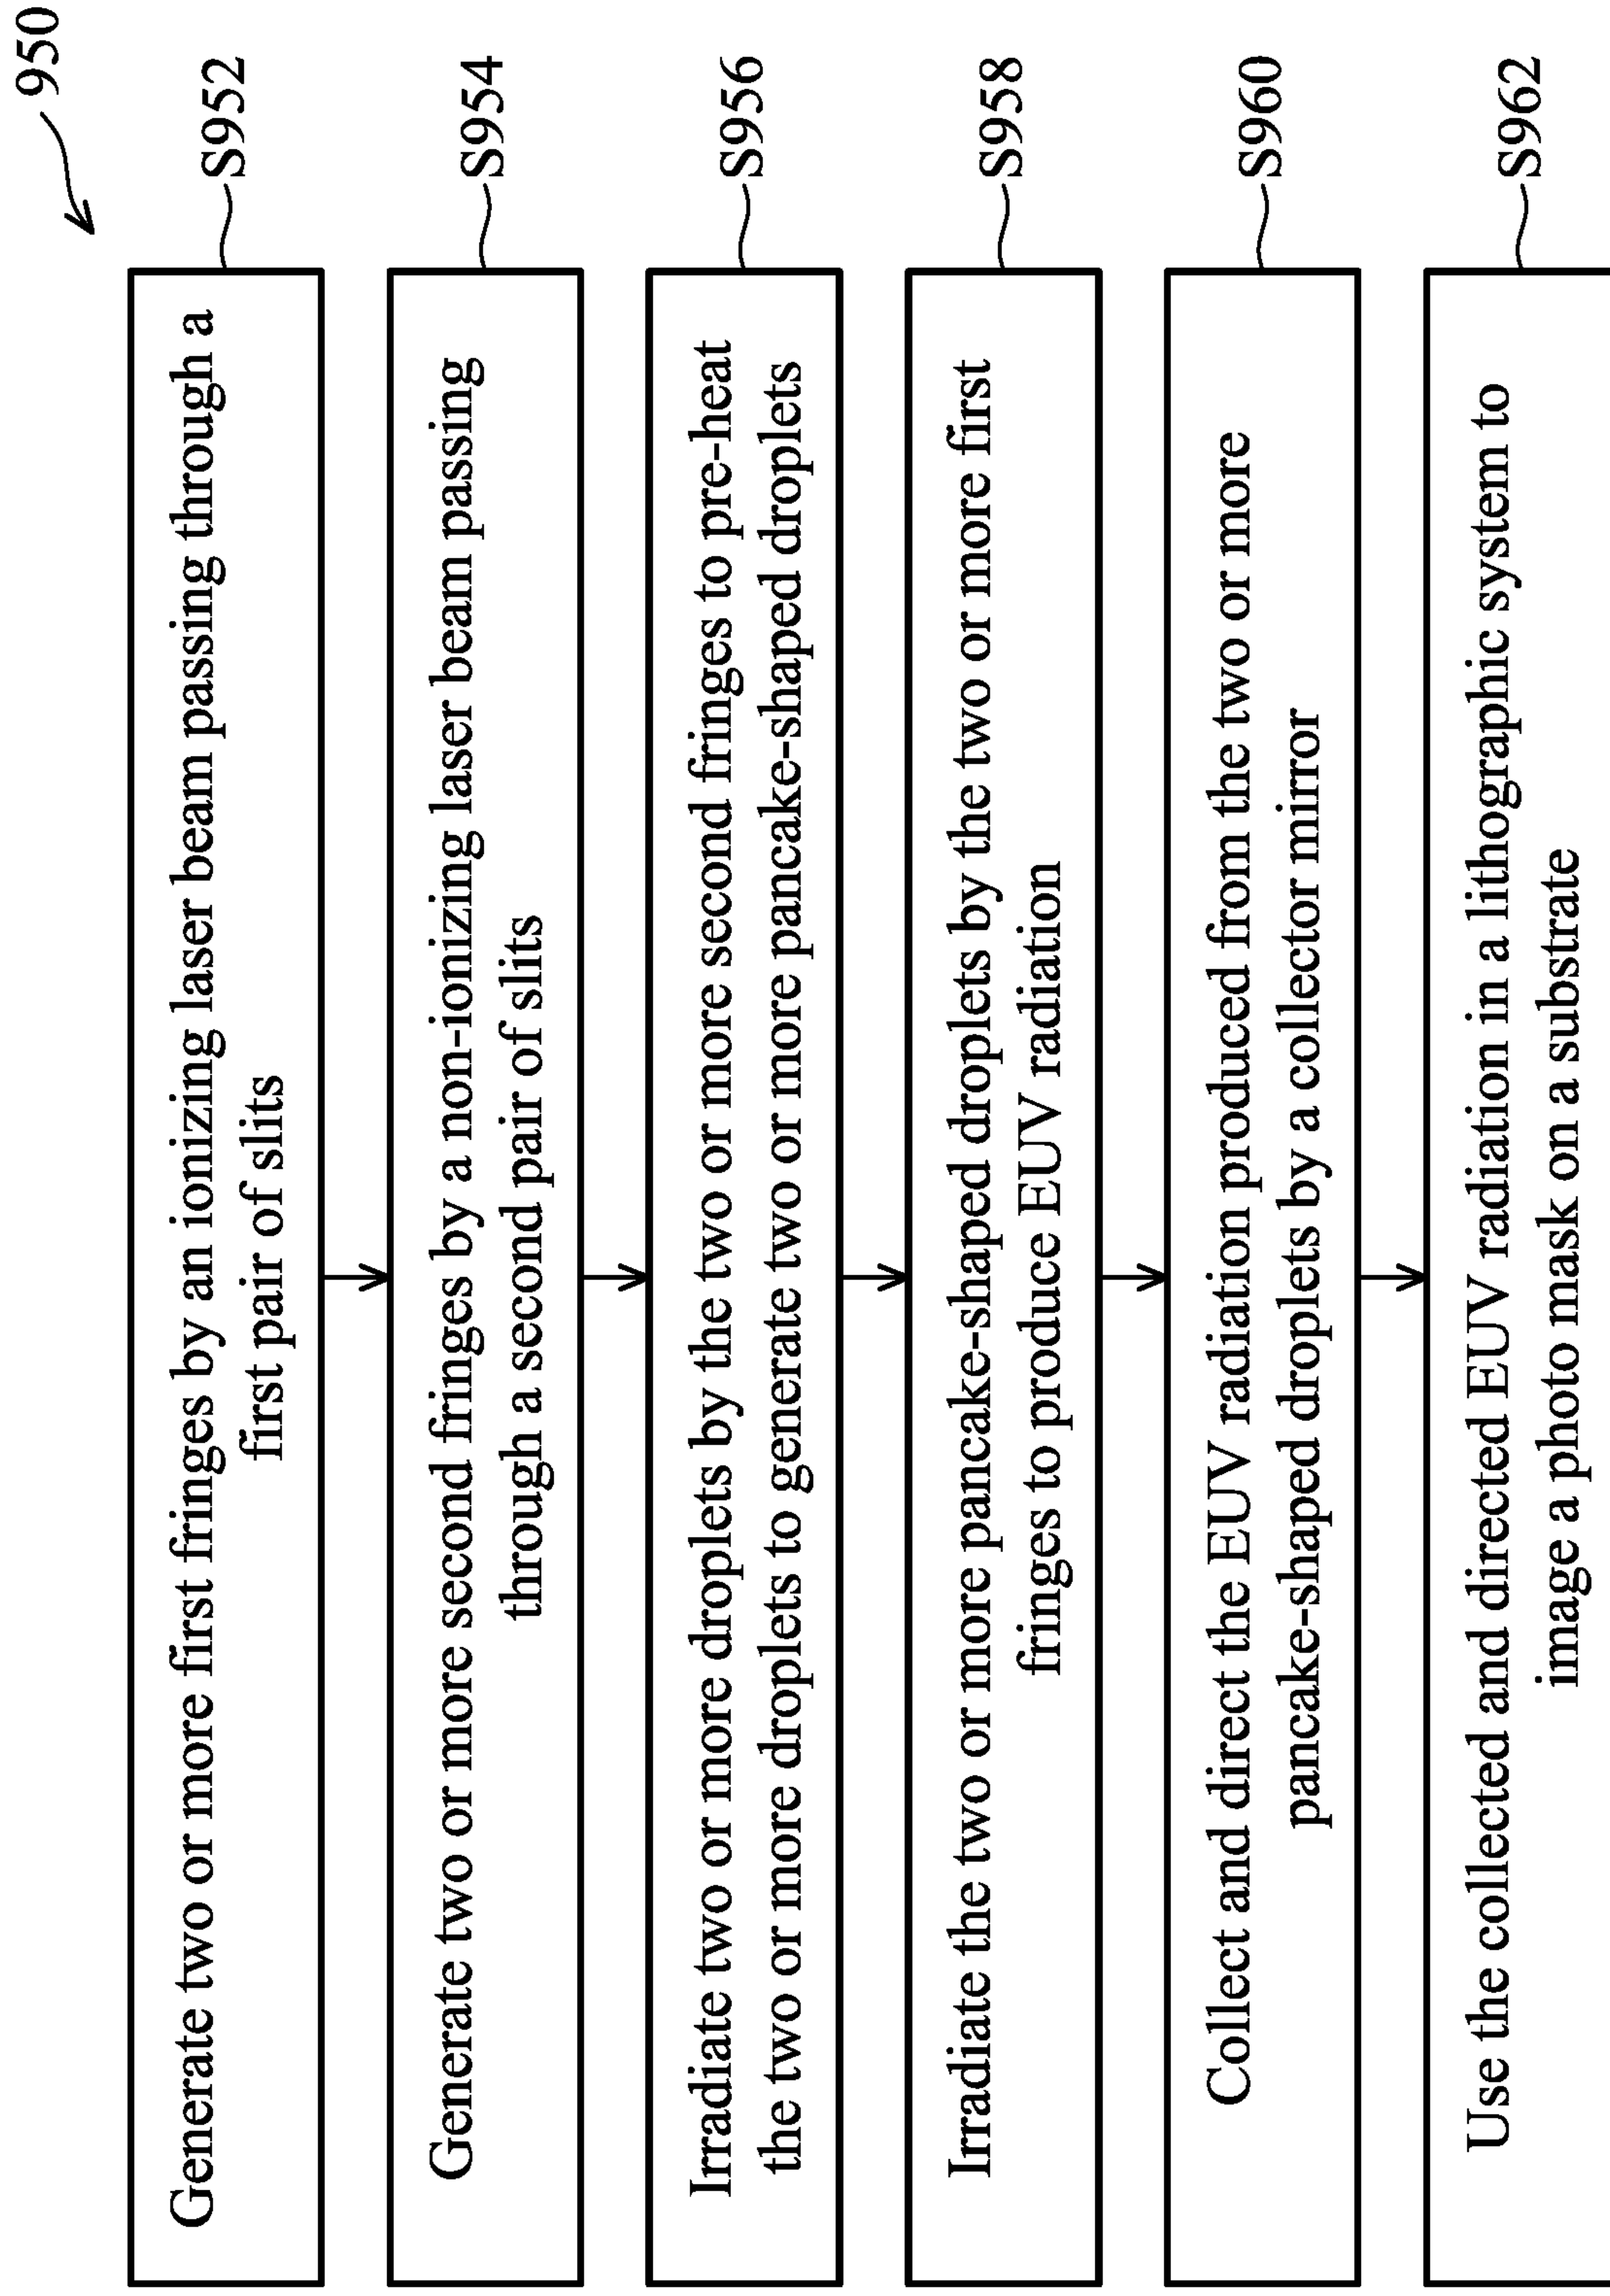 950
Generate two or more first fringes by an ionizing laser beam passing through a
first pair of slits
S952
Generate two or more second fringes by a non-ionizing laser beam passing
through a second pair of slits
S954
Irradiate two or more droplets by the two or more second fringes to pre-heat
the two or more droplets to generate two or more pancake-shaped droplets
S956
Irradiate the two or more pancake-shaped droplets by the two or more first
fringes to produce EUV radiation
S958
Collect and direct the EUV radiation produced from the two or more
pancake-shaped droplets by a collector mirror
S960
Use the collected and directed EUV radiation in a lithographic system to
image a photo mask on a substrate
S962